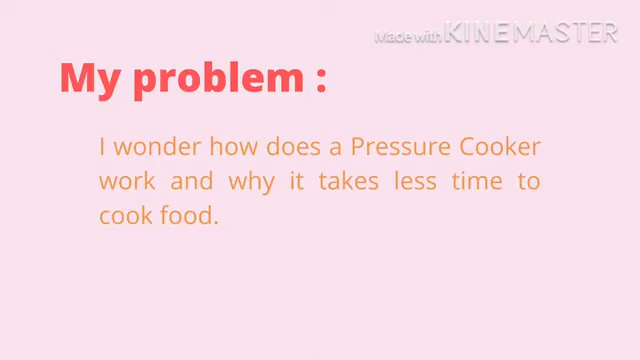 Made with KINEMASTER
My problem :
I wonder how does a Pressure Cooker
work and why it takes less time to
cook food.